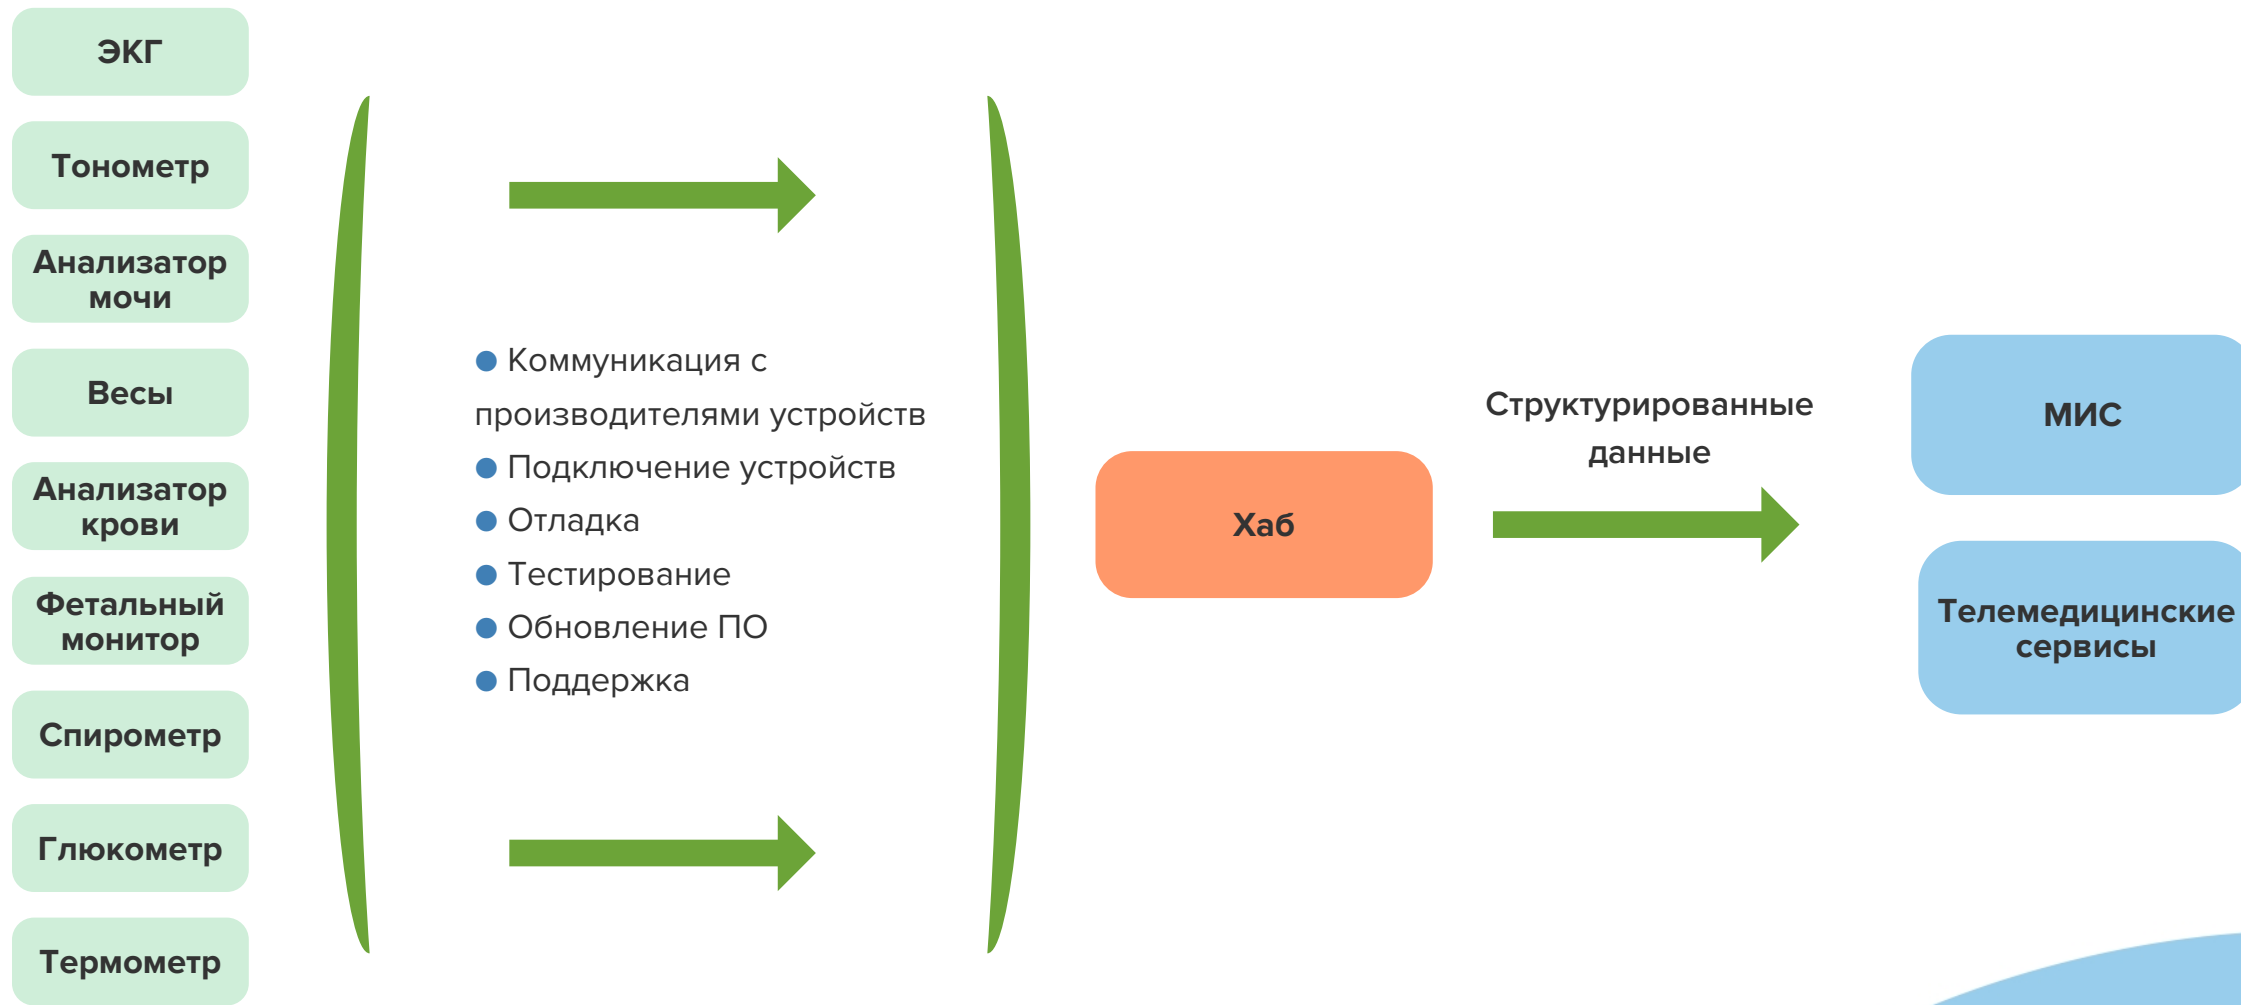 ЭКГ
Тонометр
Анализатор
мочи
Весы
Анализатор
крови
Фетальный
монитор
Спирометр
Глюкометр
Термометр
● Коммуникация с
производителями устройств
● Подключение устройств
● Отладка
● Тестирование
● Обновление ПО
● Поддержка
Хаб
Структурированные
данные
МИС
Телемедицинские
сервисы